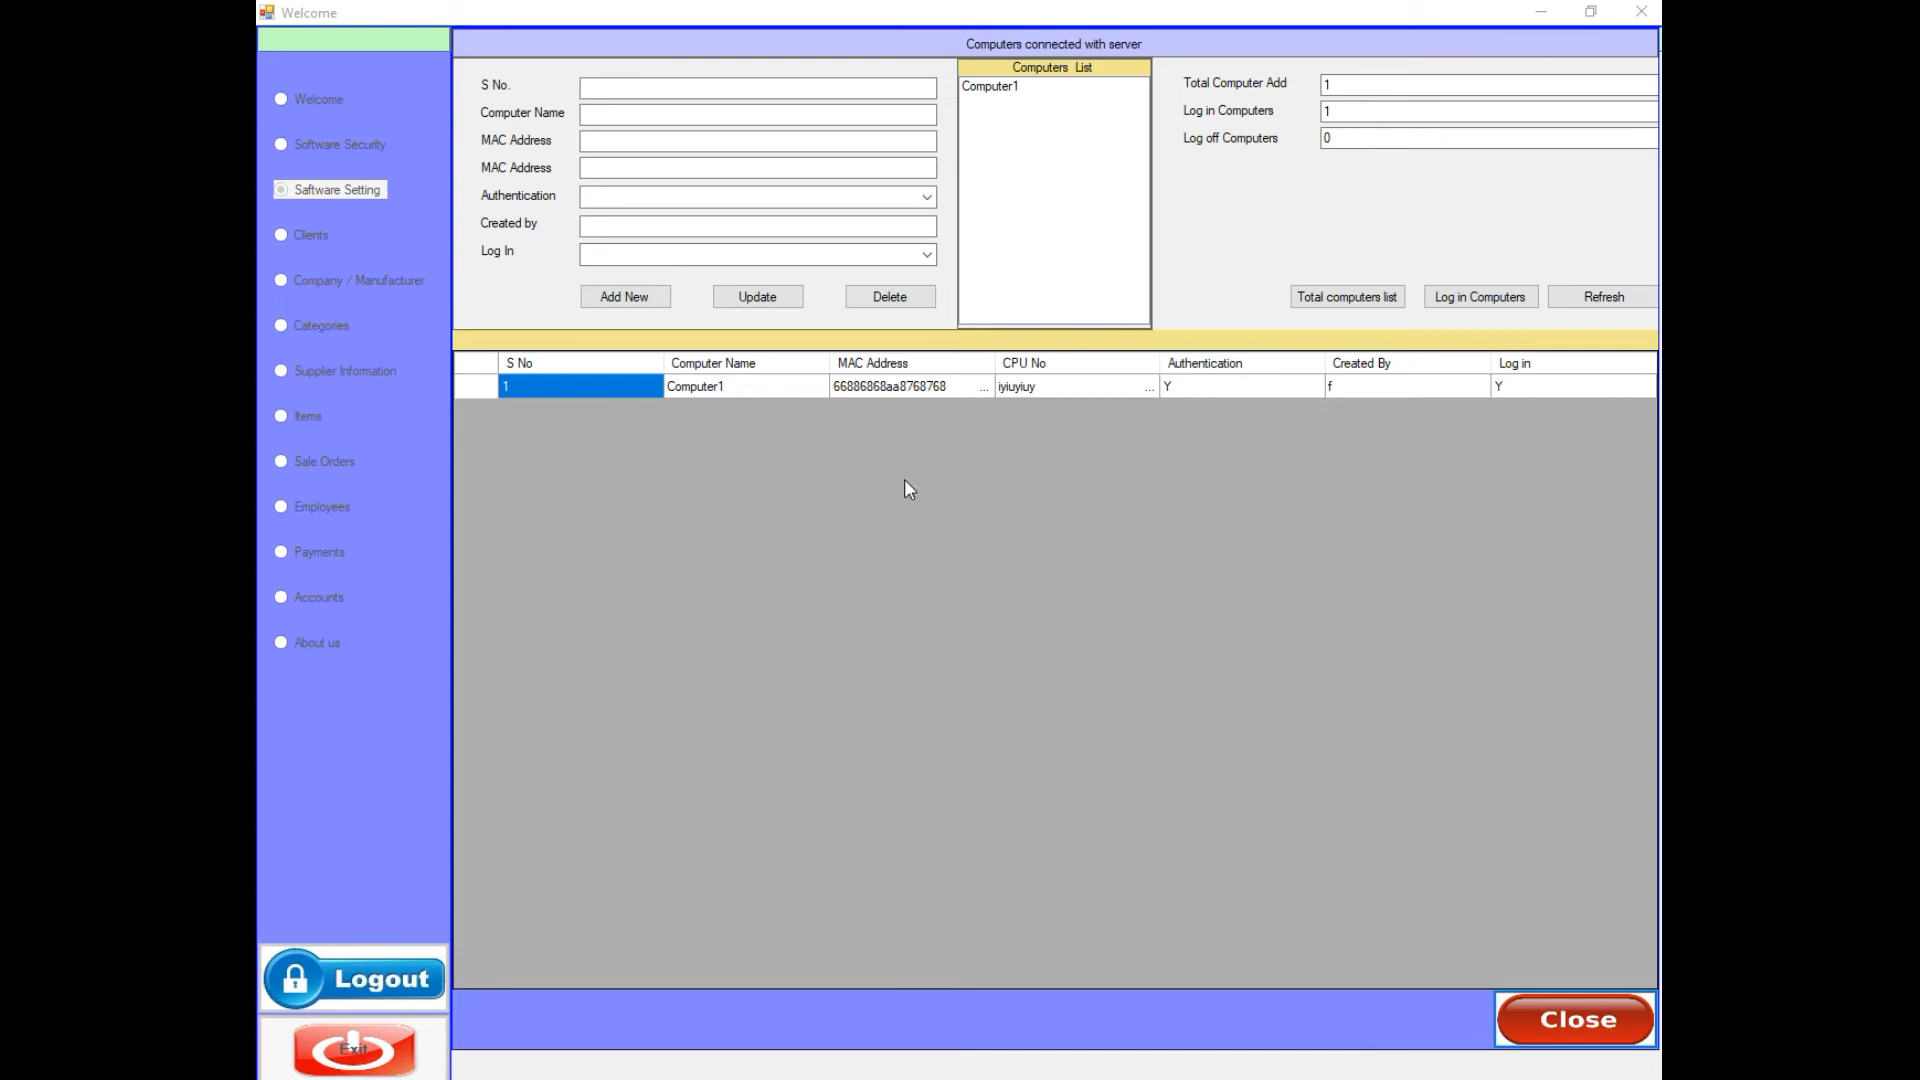 Welcome
Computers connected with server
Welcome
Software Security
Saftware Setting
Clients
Company / Manufacturer
Categories
Supplier Information
Items
Sale Orders
Employees
Payments
Accounts
About us
Logout
Exit
S No.
Computer Name
MAC Address
MAC Address
Authentication
Created by
Log In
Add New Update Delete
Computers List
Computer1
Total Computer Add 1
Log in Computers 1
Log off Computers 0
Total computers list Log in Computers Refresh
S No Computer Name MAC Address CPU No Authentication Created By Log in
1 Computer1 66886868aa8768768 ... iyiuyiuy ... Y f Y
Close